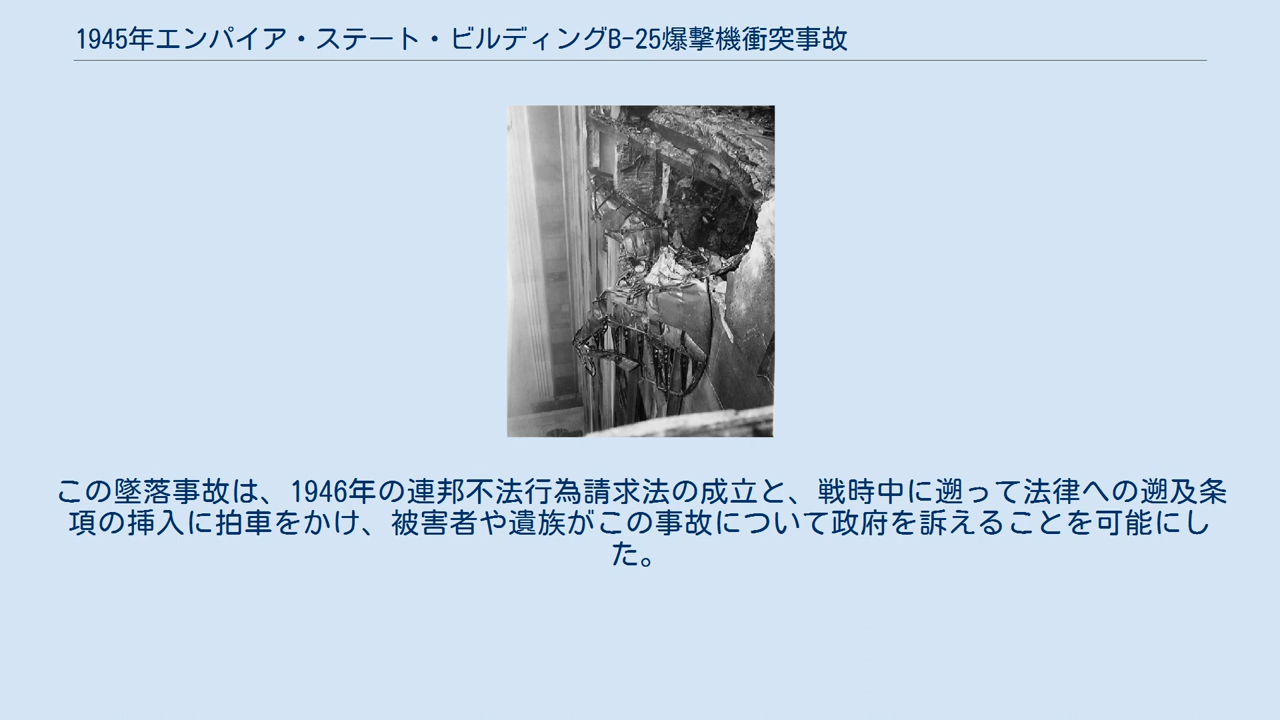 1945年エンパイア・ステート・ビルディングB-25爆撃機衝突事故
この墜落事故は、1946年の連邦不法行為請求法の成立と、戦時中に遡って法律への遡及条
項の挿入に拍車をかけ、被害者や遺族がこの事故について政府を訴えることを可能にし
た。